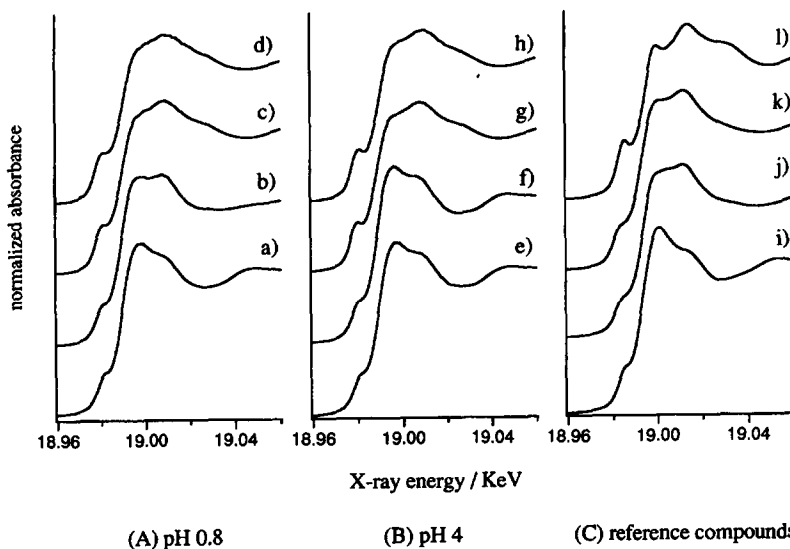 normalized absorbance
d)
c)
b)
a)
h)
g)
f)
e)
l)
k)
j)
i)
18.96 19.00 19.04
18.96 19.00 19.04
18.96 19.00 19.04
X-ray energy / KeV
(A) pH 0.8
(B) pH 4
(C) reference compounds